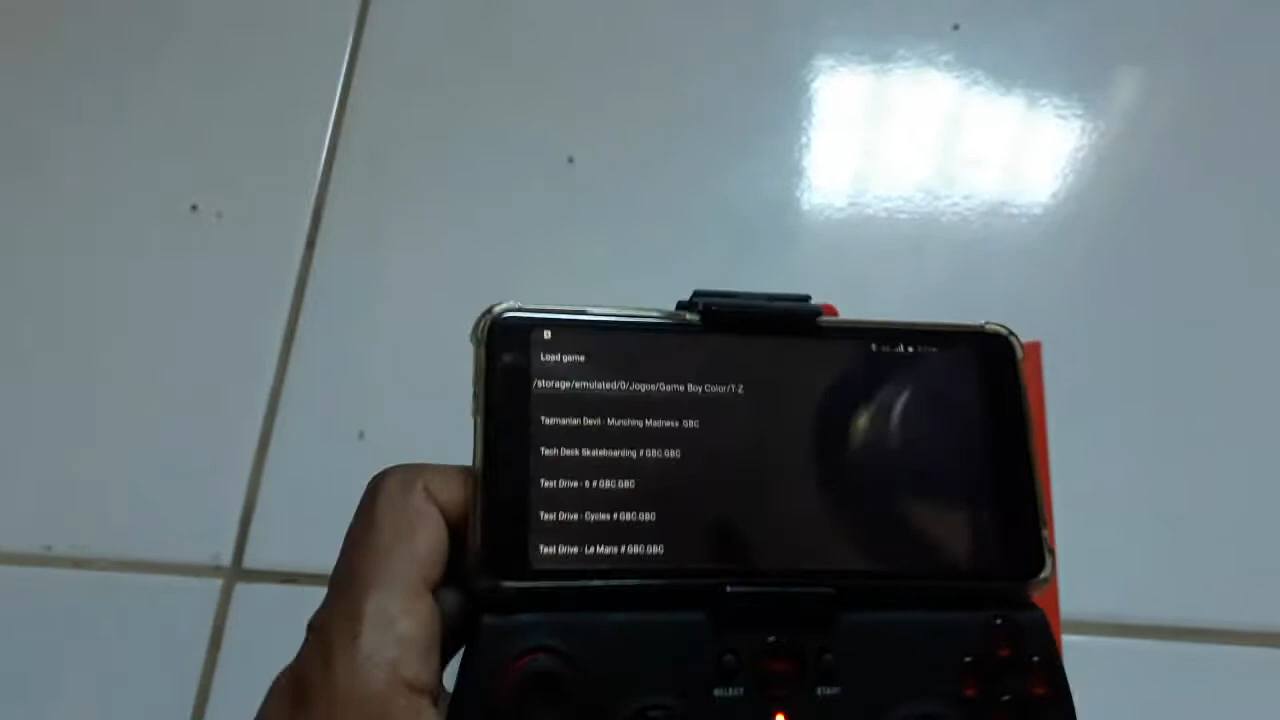 Load game
/storage/emulated/0/Jogos/Game Boy Color/T-Z
Tazmanian Devil - Munching Madness GBC
Tech Deck Skateboarding # GBC.GBC
Test Drive - 6 # GBC.GBC
Test Drive - Cycles # GBC.GBC
Test Drive - Le Mans # GBC.GBC
SELECT
START